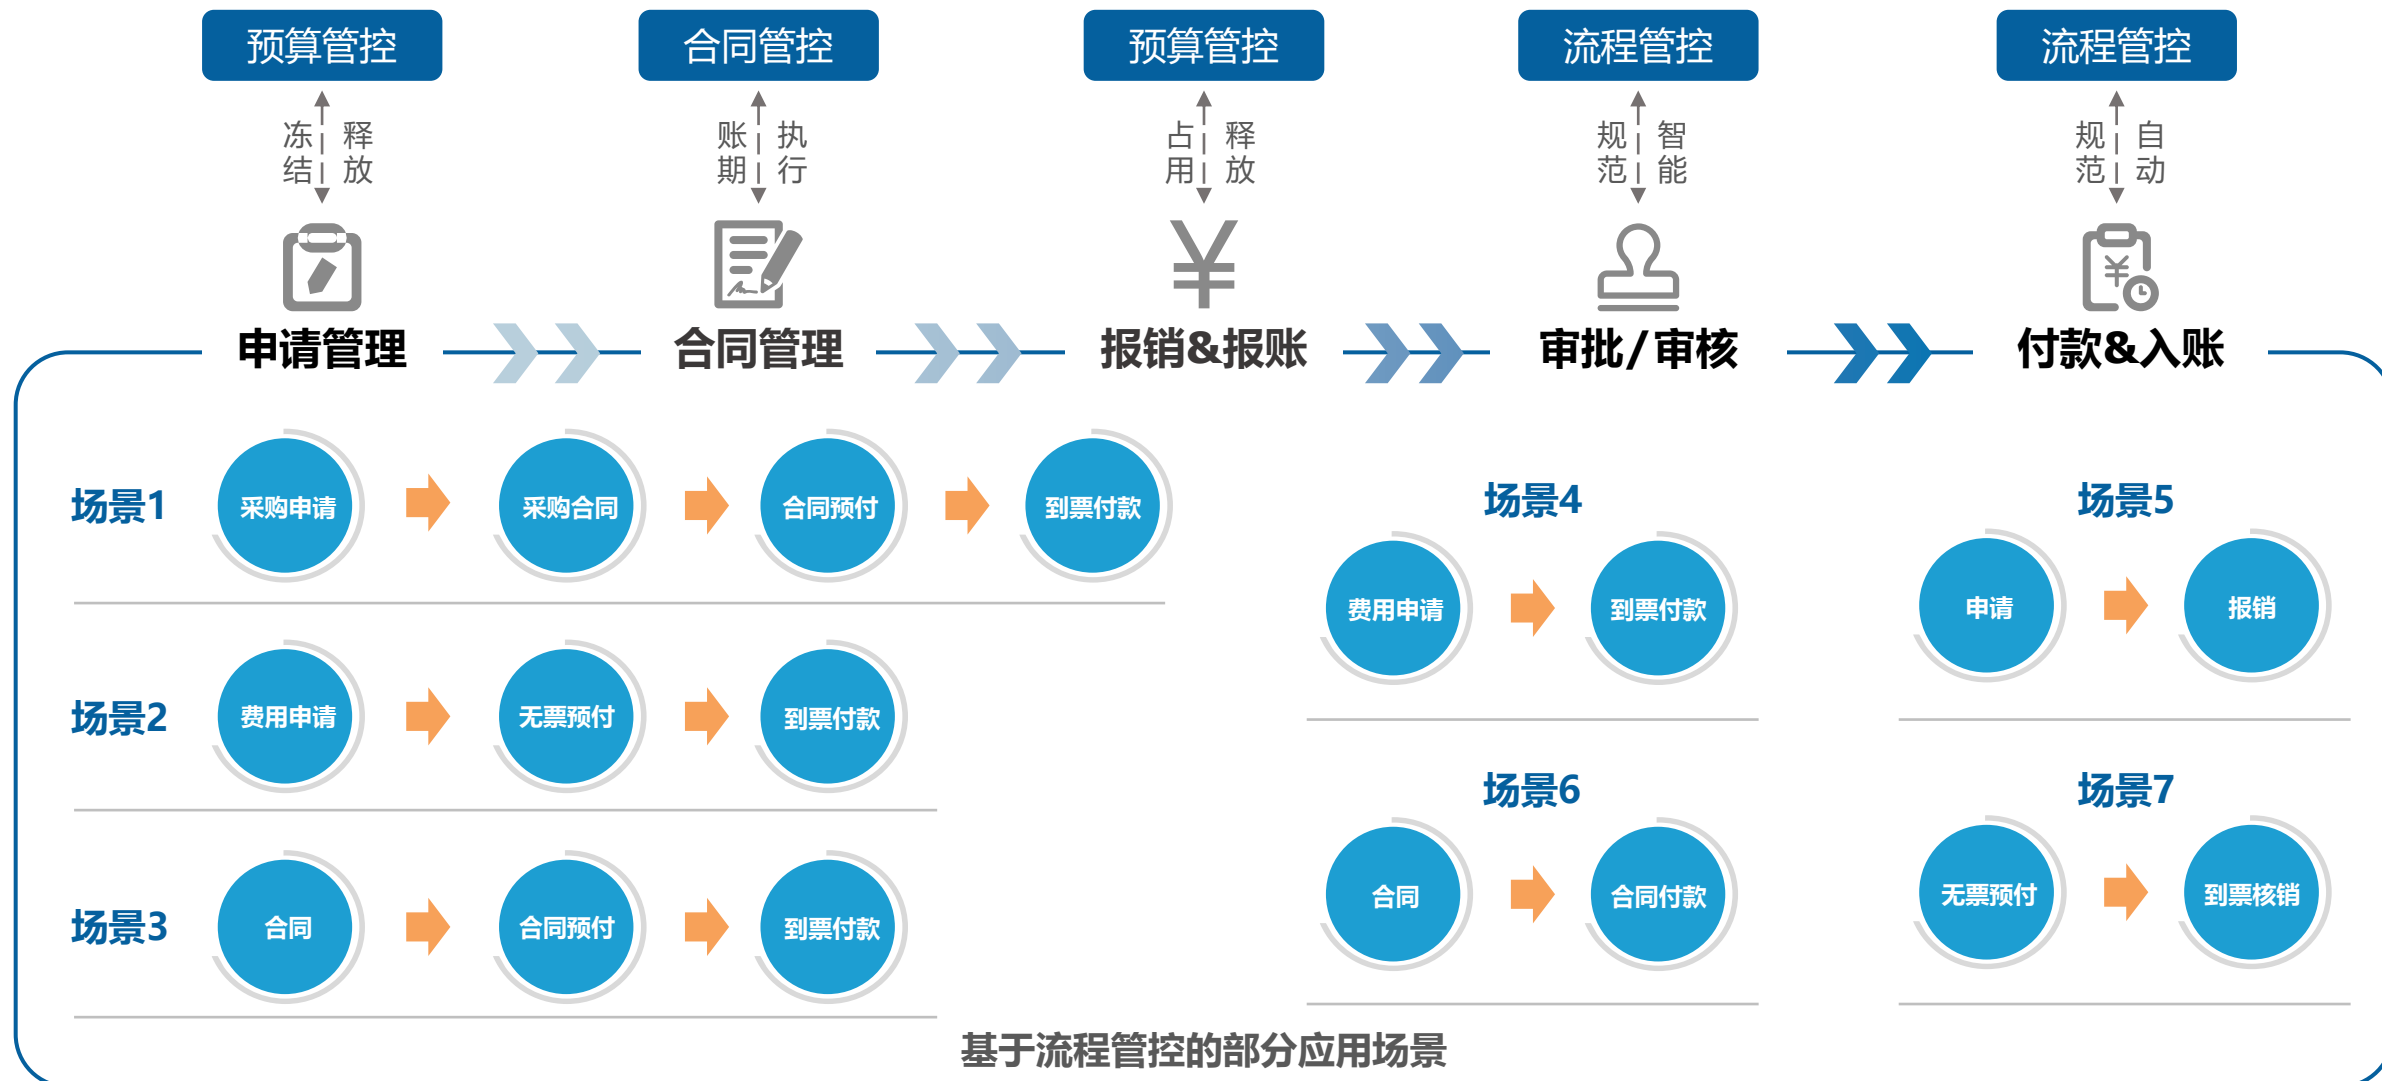 预算管控
合同管控
预算管控
流程管控
流程管控
冻结
释放
账期
执行
占用
释放
规范
智能
规范
自动
申请管理
合同管理
报销&报账
审批/审核
付款&入账
场景1
采购申请
采购合同
合同预付
到票付款
场景2
费用申请
无票预付
到票付款
场景3
合同
合同预付
到票付款
场景4
费用申请
到票付款
场景5
申请
报销
场景6
合同
合同付款
场景7
无票预付
到票核销
基于流程管控的部分应用场景